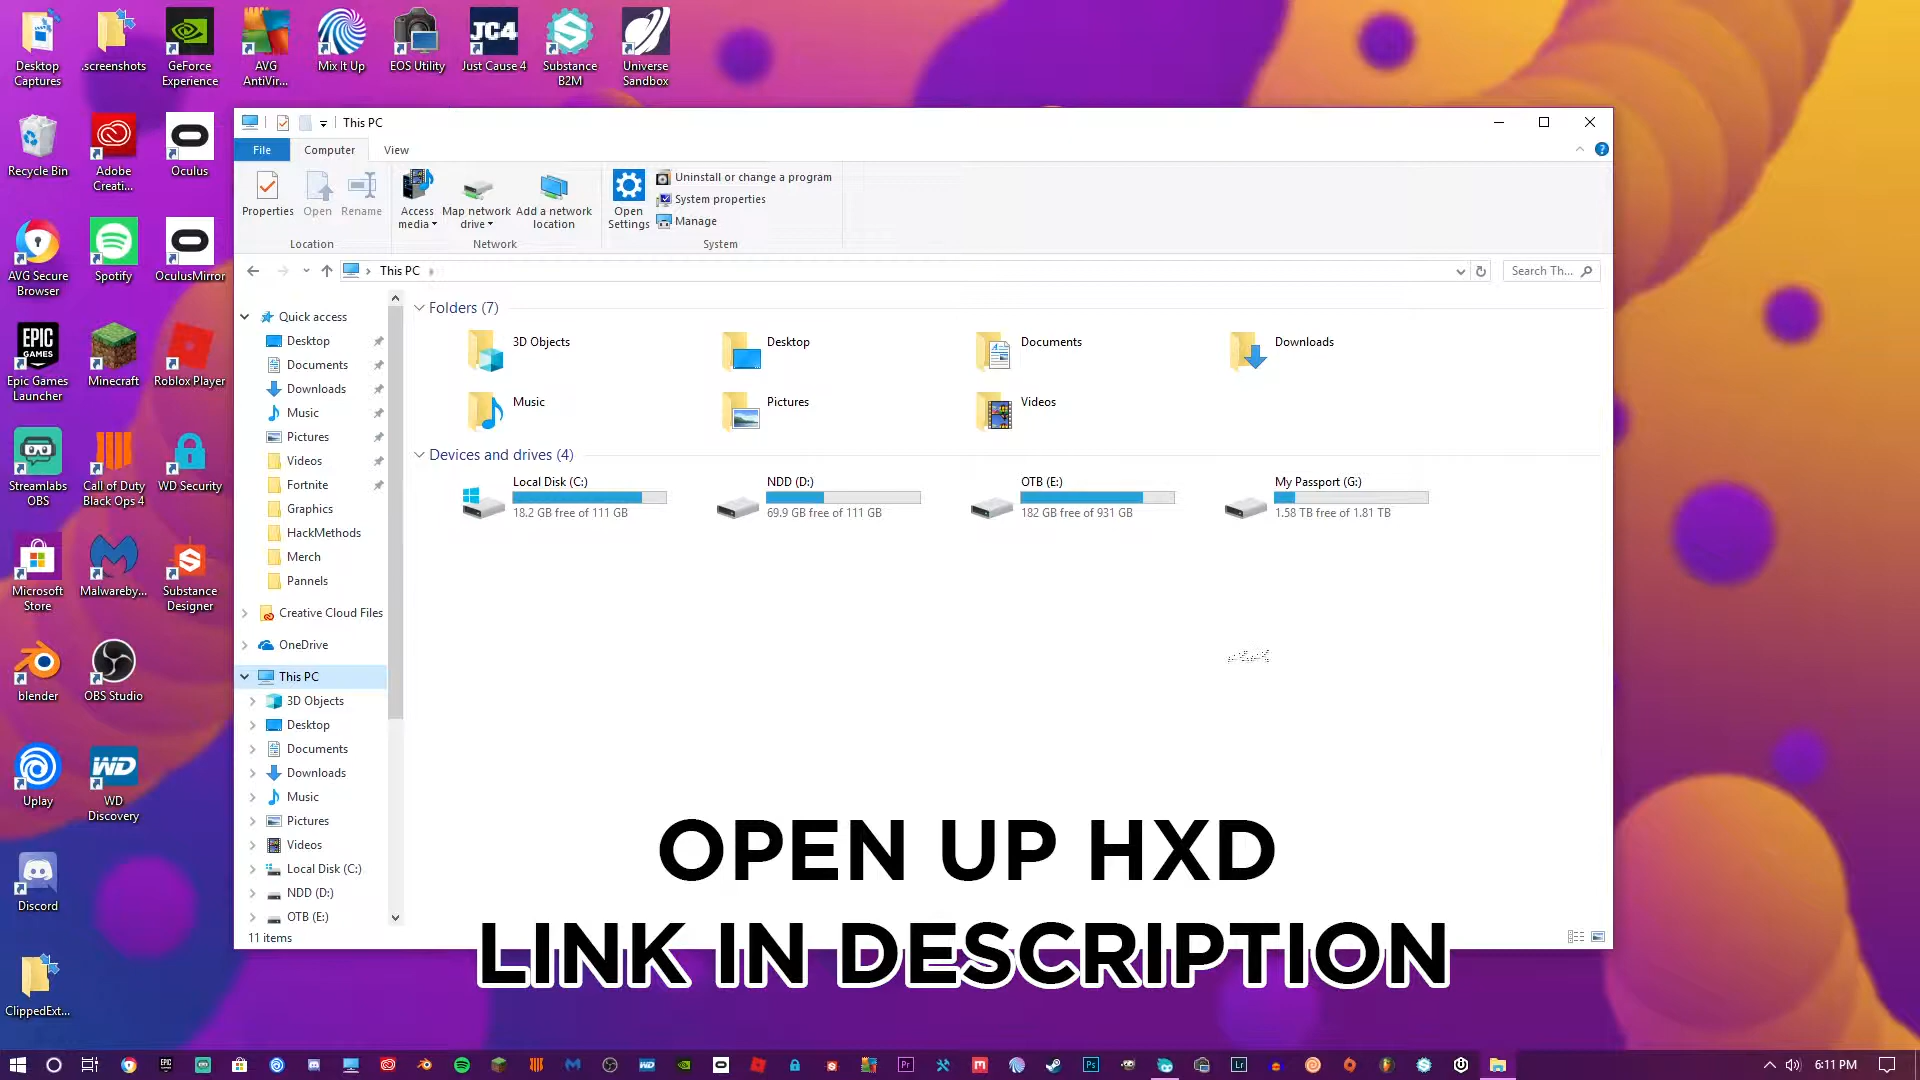 Desktop Captures
.screenshots
GeForce Experience
AVG AntiVir...
Mix It Up
EOS Utility
JC4
Just Cause 4
Substance B2M
Universe Sandbox
Recycle Bin
Adobe Creati...
Oculus
AVG Secure Browser
Spotify
OculusMirror
EPIC GAMES
Epic Games Launcher
Minecraft
Roblox Player
Streamlabs OBS
Call of Duty Black Ops 4
WD Security
Microsoft Store
Malwareby...
Substance Designer
blender
OBS Studio
Uplay
WD
WD Discovery
Discord
ClippedExt...
This PC
File
Computer
View
Properties
Open
Rename
Location
Access media
Map network drive
Add a network location
Network
Open Settings
Uninstall or change a program
System properties
Manage
System
This PC
Search Th...
Quick access
Desktop
Documents
Downloads
Music
Pictures
Videos
Fortnite
Graphics
HackMethods
Merch
Pannels
Creative Cloud Files
OneDrive
This PC
3D Objects
Desktop
Documents
Downloads
Music
Pictures
Videos
Local Disk (C:)
NDD (D:)
OTB (E:)
11 items
Folders (7)
3D Objects
Desktop
Documents
Downloads
Music
Pictures
Videos
Devices and drives (4)
Local Disk (C:)
18.2 GB free of 111 GB
NDD (D:)
69.9 GB free of 111 GB
OTB (E:)
182 GB free of 931 GB
My Passport (G:)
1.58 TB free of 1.81 TB
OPEN UP HXD
LINK IN DESCRIPTION
6:11 PM